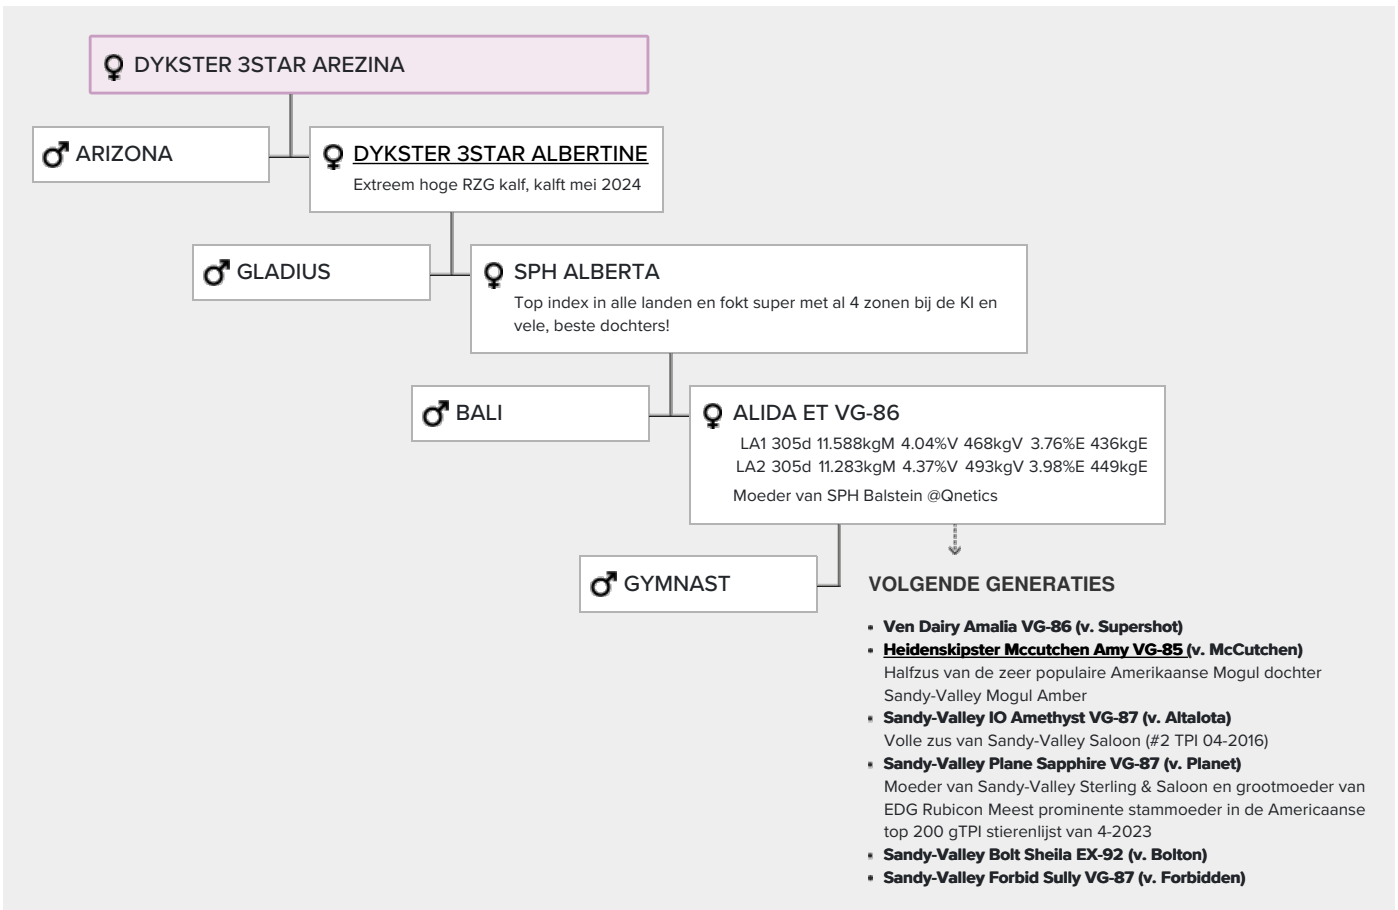 DYKSTER 3STAR AREZINA
ARIZONA
DYKSTER 3STAR ALBERTINE
Extreem hoge RZG kalf, kalft mei 2024
GLADIUS
SPH ALBERTA
Top index in alle landen en fokt super met al 4 zonen bij de KI en
vele, beste dochters!
BALI
ALIDA ET VG-86
LA1 305d 11.588kgM 4.04%V 468kgV 3.76%E 436kgE
LA2 305d 11.283kgM 4.37%V 493kgV 3.98%E 449kgE
Moeder van SPH Balstein @Qnetics
GYMNAST
VOLGENDE GENERATIES
Ven Dairy Amalia VG-86 (v. Supershot)
Heidenskipster Mccutchen Amy VG-85 (v. McCutchen)
Halfzus van de zeer populaire Amerikaanse Mogul dochter
Sandy-Valley Mogul Amber
Sandy-Valley IO Amethyst VG-87 (v. AltaIota)
Volle zus van Sandy-Valley Saloon (#2 TPI 04-2016)
Sandy-Valley Plane Sapphire VG-87 (v. Planet)
Moeder van Sandy-Valley Sterling & Saloon en grootmoeder van
EDG Rubicon Meest prominente stammoeder in de Americaanse
top 200 gTPI stierenlijst van 4-2023
Sandy-Valley Bolt Sheila EX-92 (v. Bolton)
Sandy-Valley Forbid Sully VG-87 (v. Forbidden)